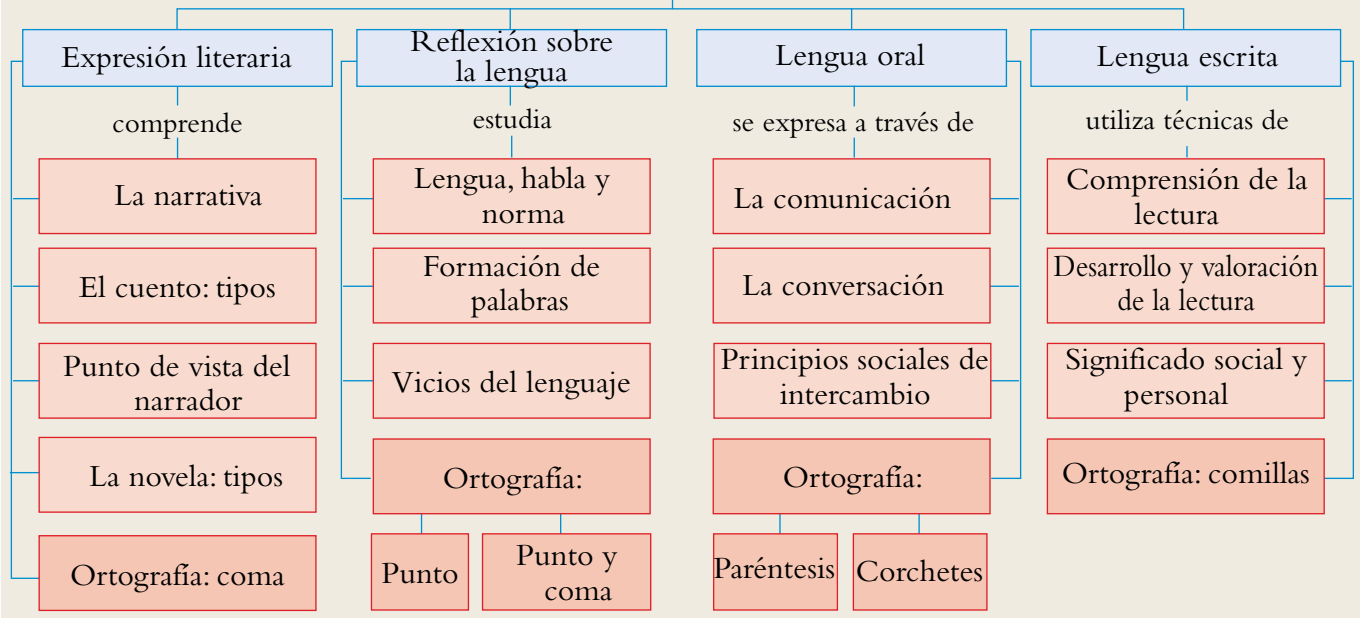 Expresión literaria
comprende
La narrativa
El cuento: tipos
Punto de vista del
narrador
La novela: tipos
Ortografía: coma
Reflexión sobre
la lengua
estudia
Lengua, habla y
norma
Formación de
palabras
Vicios del lenguaje
Ortografía:
Punto
Punto y
coma
Lengua oral
se expresa a través de
La comunicación
La conversación
Principios sociales de
intercambio
Ortografía:
Paréntesis
Corchetes
Lengua escrita
utiliza técnicas de
Comprensión de la
lectura
Desarrollo y valoración
de la lectura
Significado social y
personal
Ortografía: comillas